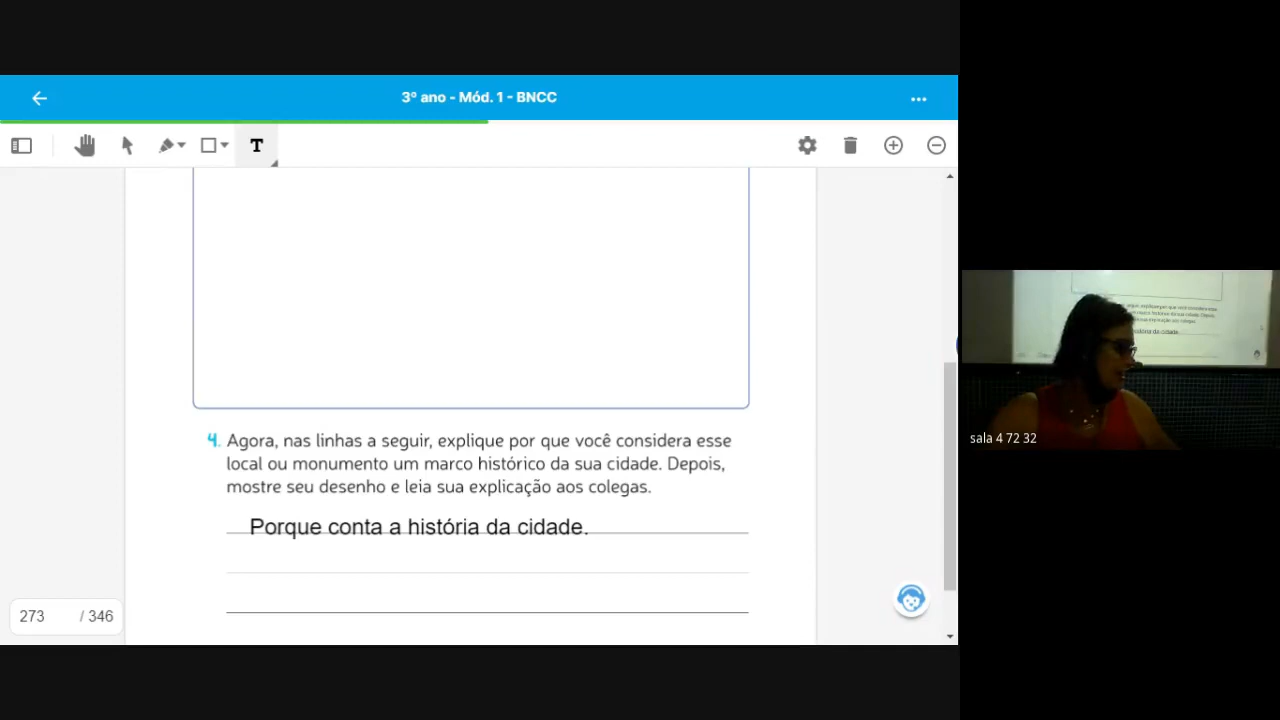 3º ano - Mód. 1 - BNCC
T
4. Agora, nas linhas a seguir, explique por que você considera esse
local ou monumento um marco histórico da sua cidade. Depois,
mostre seu desenho e leia sua explicação aos colegas.
Porque conta a história da cidade.
273 / 346
sala 4 72 32